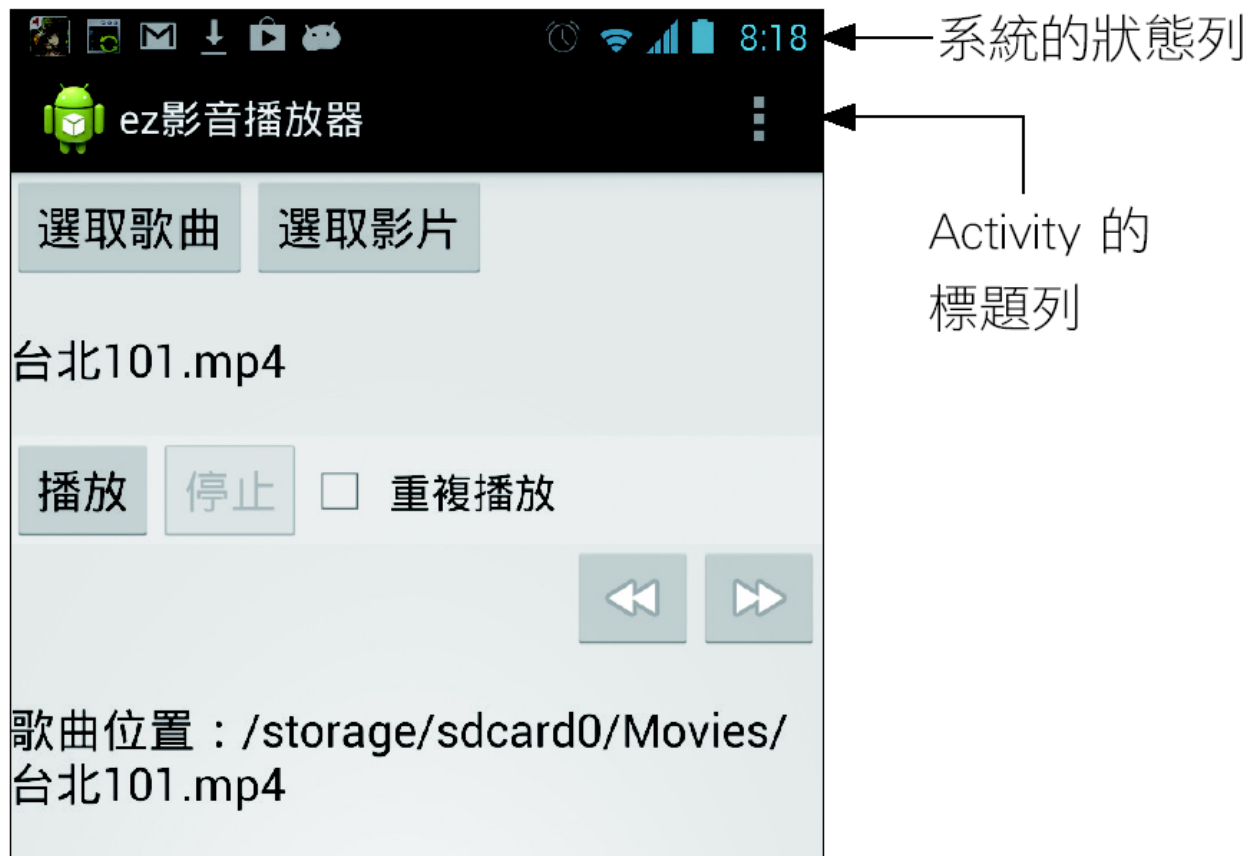 8:18
系統的狀態列
ez影音播放器
Activity 的
標題列
選取歌曲 選取影片
台北101.mp4
播放 停止 重複播放
歌曲位置：/storage/sdcard0/Movies/
台北101.mp4